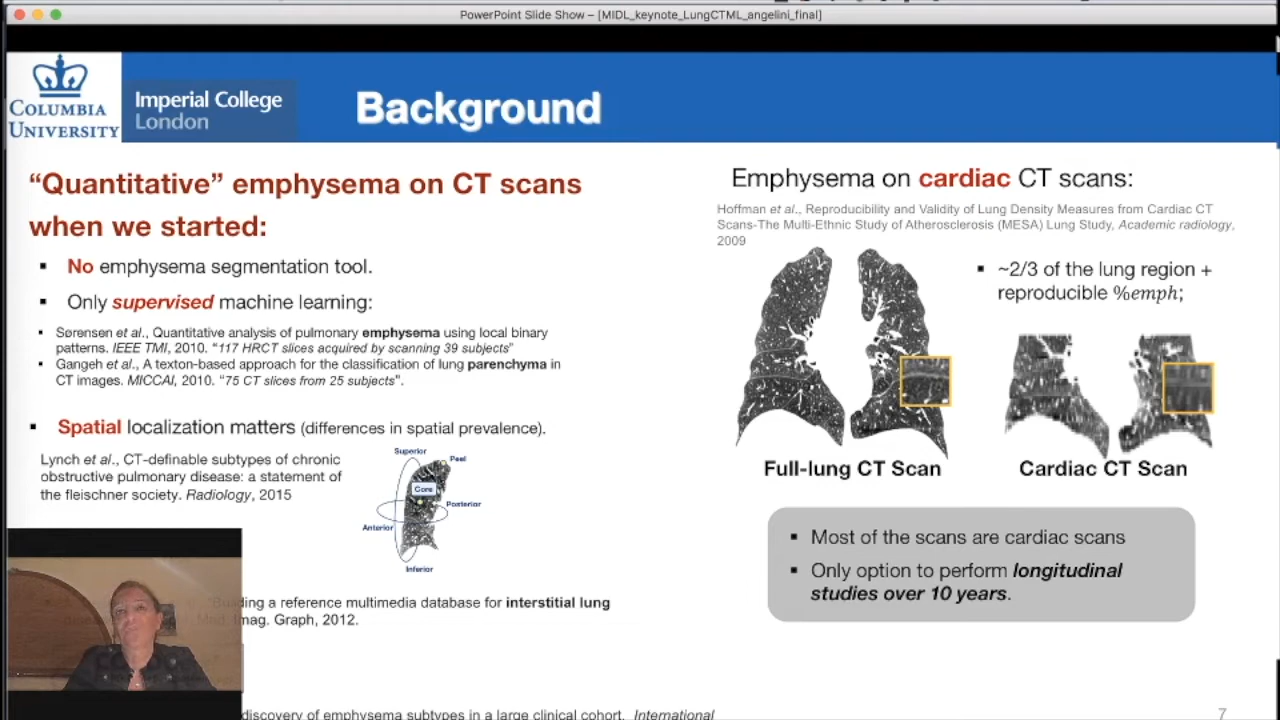 PowerPoint Slide Show – [MIDL_keynote_LungCTML_angelini_final]
COLUMBIA
UNIVERSITY
Imperial College
London
Background
“Quantitative” emphysema on CT scans
when we started:
▪ No emphysema segmentation tool.
▪ Only supervised machine learning:
▪ Sørensen et al., Quantitative analysis of pulmonary emphysema using local binary
patterns. IEEE TMI, 2010. “117 HRCT slices acquired by scanning 39 subjects”
▪ Gangeh et al., A texton-based approach for the classification of lung parenchyma in
CT images. MICCAI, 2010. “75 CT slices from 25 subjects”.
▪ Spatial localization matters (differences in spatial prevalence).
Lynch et al., CT-definable subtypes of chronic
obstructive pulmonary disease: a statement of
the fleischner society. Radiology, 2015
Superior
Peel
Core
Posterior
Anterior
Inferior
“Building a reference multimedia database for interstitial lung
Imag. Graph, 2012.
discovery of emphysema subtypes in a large clinical cohort. International
Emphysema on cardiac CT scans:
Hoffman et al., Reproducibility and Validity of Lung Density Measures from Cardiac CT
Scans-The Multi-Ethnic Study of Atherosclerosis (MESA) Lung Study, Academic radiology,
2009
▪ ~2/3 of the lung region +
reproducible %emph;
Full-lung CT Scan
Cardiac CT Scan
▪ Most of the scans are cardiac scans
▪ Only option to perform longitudinal
studies over 10 years.
7